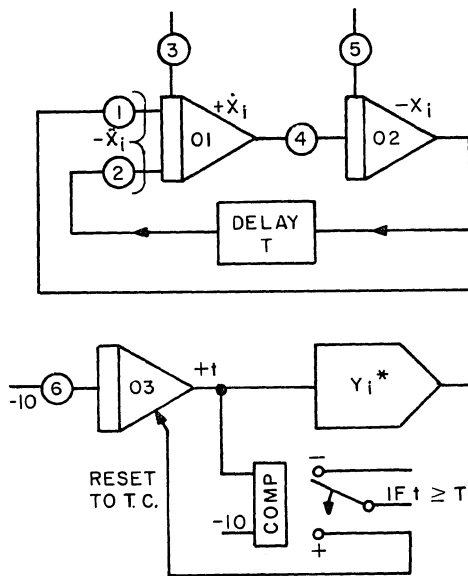 3
5
+Ẋi
-Xi
1
-Ẍi
01
4
02
2
DELAY
T
+t
6
-10
03
Yi*
RESET
TO T.C.
COMP
-
IF t ≥ T
-10
+